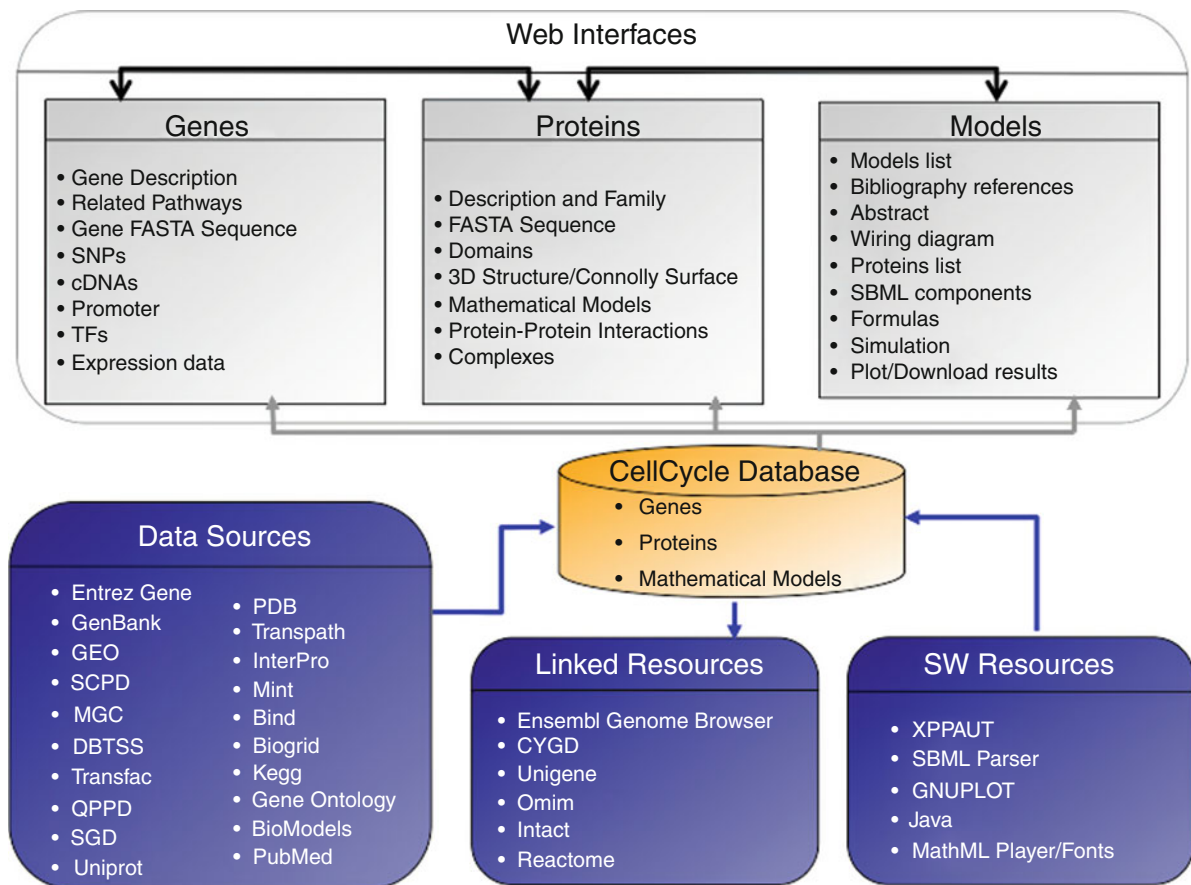 Web Interfaces
Genes
• Gene Description
• Related Pathways
• Gene FASTA Sequence
• SNPs
• cDNAs
• Promoter
• TFs
• Expression data
Proteins
• Description and Family
• FASTA Sequence
• Domains
• 3D Structure/Connolly Surface
• Mathematical Models
• Protein-Protein Interactions
• Complexes
Models
• Models list
• Bibliography references
• Abstract
• Wiring diagram
• Proteins list
• SBML components
• Formulas
• Simulation
• Plot/Download results
CellCycle Database
• Genes
• Proteins
• Mathematical Models
Data Sources
• Entrez Gene
• GenBank
• GEO
• SCPD
• MGC
• DBTSS
• Transfac
• QPPD
• SGD
• Uniprot
• PDB
• Transpath
• InterPro
• Mint
• Bind
• Biogrid
• Kegg
• Gene Ontology
• BioModels
• PubMed
Linked Resources
• Ensembl Genome Browser
• CYGD
• Unigene
• Omim
• Intact
• Reactome
SW Resources
• XPPAUT
• SBML Parser
• GNUPLOT
• Java
• MathML Player/Fonts